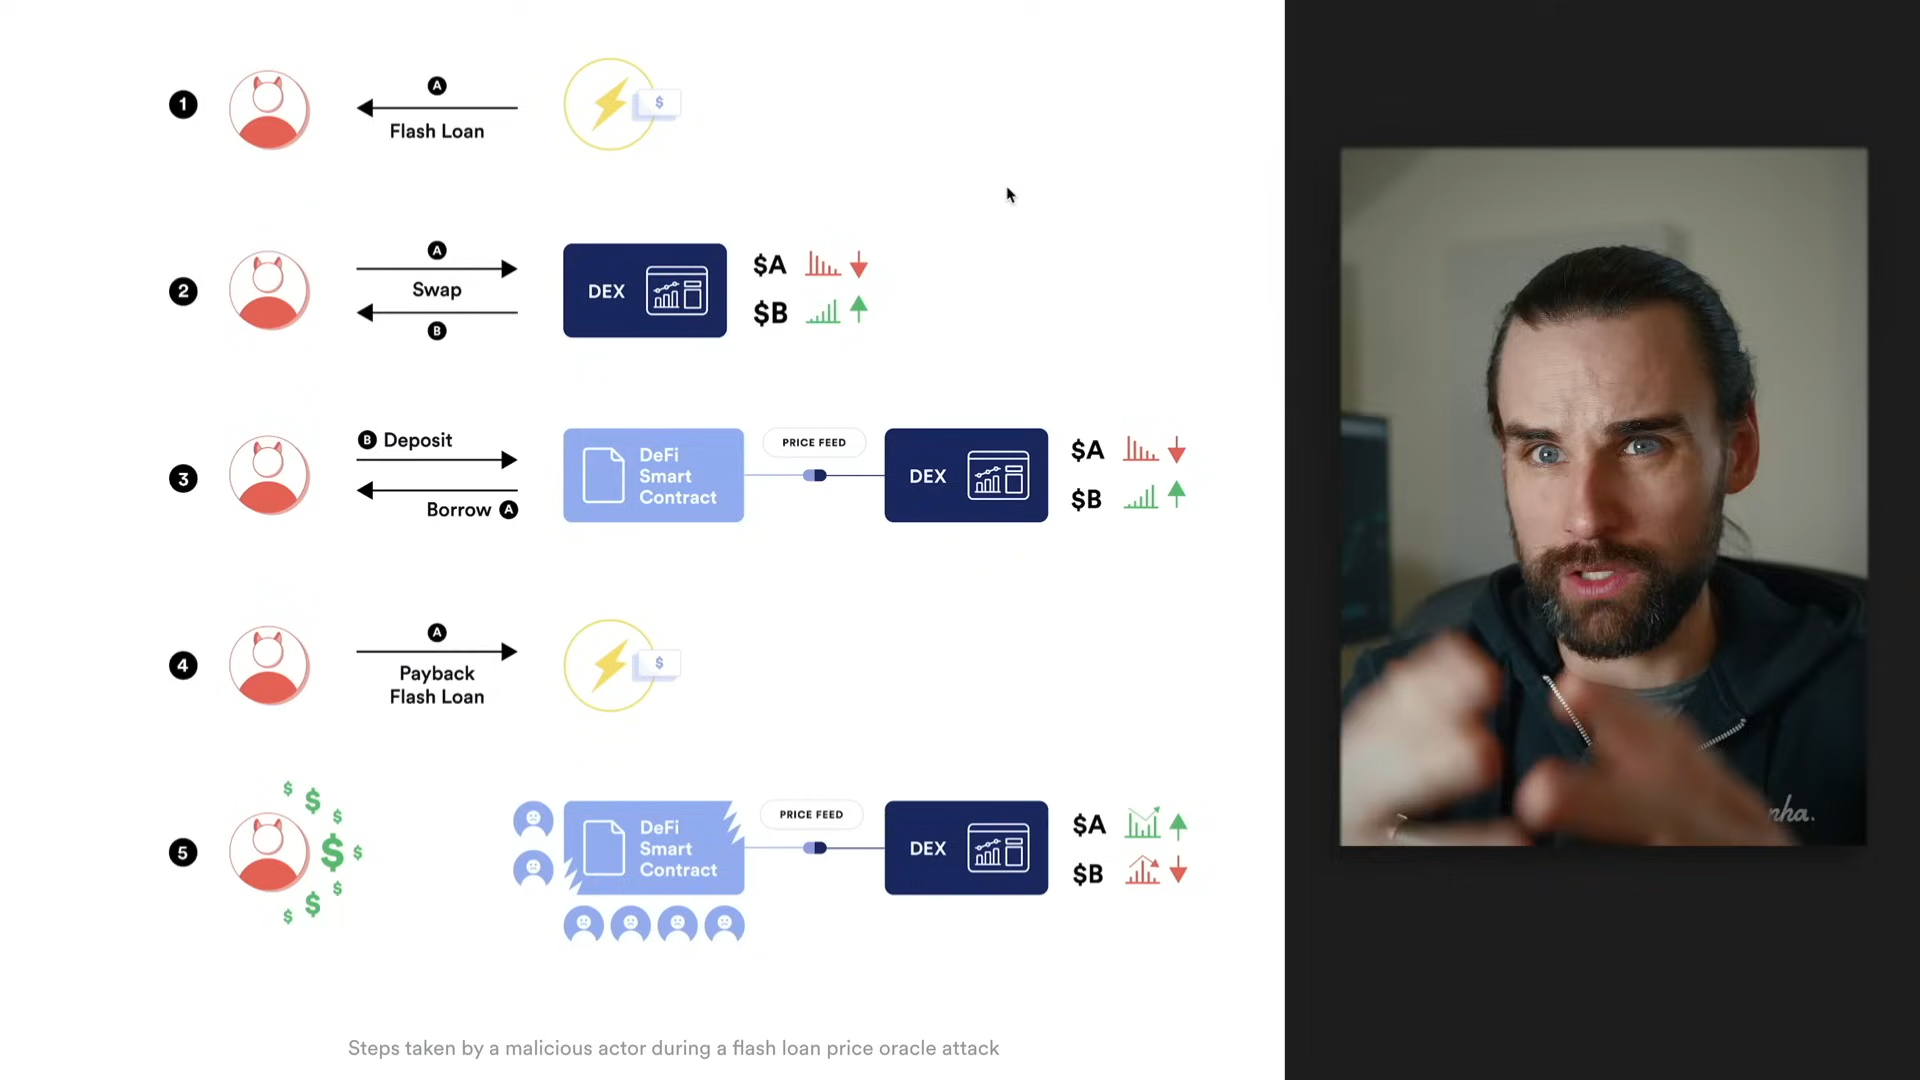 1
A
Flash Loan
$
2
A
Swap
B
DEX
$A
$B
3
B Deposit
Borrow A
DeFi
Smart
Contract
PRICE FEED
DEX
$A
$B
4
A
Payback
Flash Loan
$
5
$ $ $ $ $ $ $ $
DeFi
Smart
Contract
PRICE FEED
DEX
$A
$B
Steps taken by a malicious actor during a flash loan price oracle attack